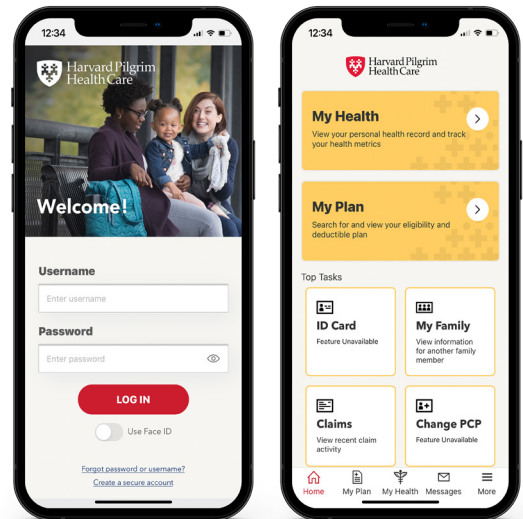 12:34
Harvard Pilgrim
Health Care
Welcome!
Username
Enter username
Password
Enter password
LOG IN
Use Face ID
Forgot password or username?
Create a secure account
12:34
Harvard Pilgrim
Health Care
My Health
View your personal health record and track
your health metrics
My Plan
Search for and view your eligibility and
deductible plan
Top Tasks
ID Card
Feature Unavailable
My Family
View information
for another family
member
Claims
View recent claim
activity
Change PCP
Feature Unavailable
Home
My Plan
My Health
Messages
More